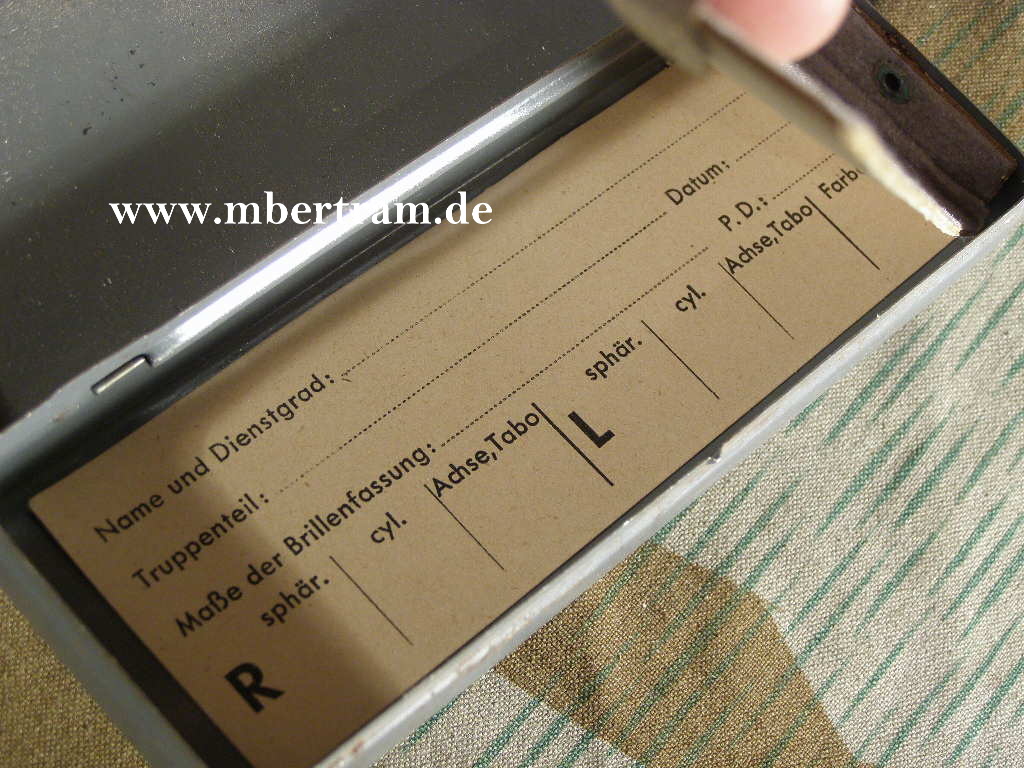 www.mbertram.de
Name und Dienstgrad:
Truppenteil: Datum:
Maße der Brillenfassung: P.D.:
sphär. cyl. Achse,Tabo sphär. cyl. Achse,Tabo
R L